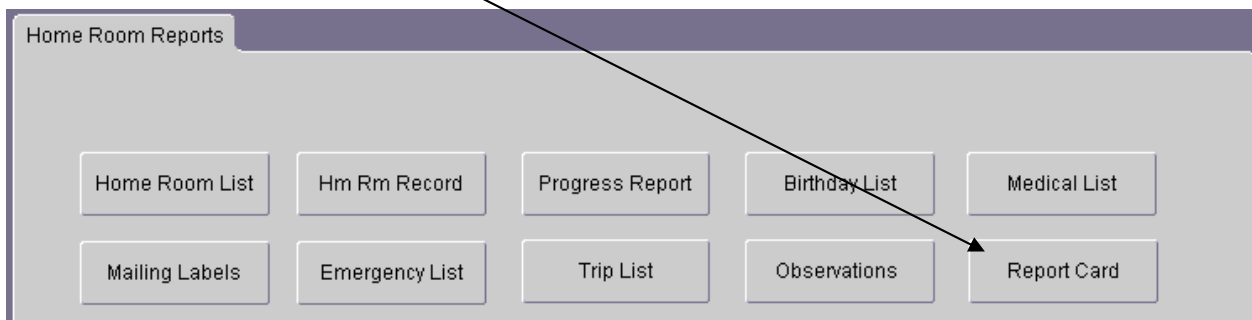 Home Room Reports
Home Room List Hm Rm Record Progress Report Birthday List Medical List
Mailing Labels Emergency List Trip List Observations Report Card